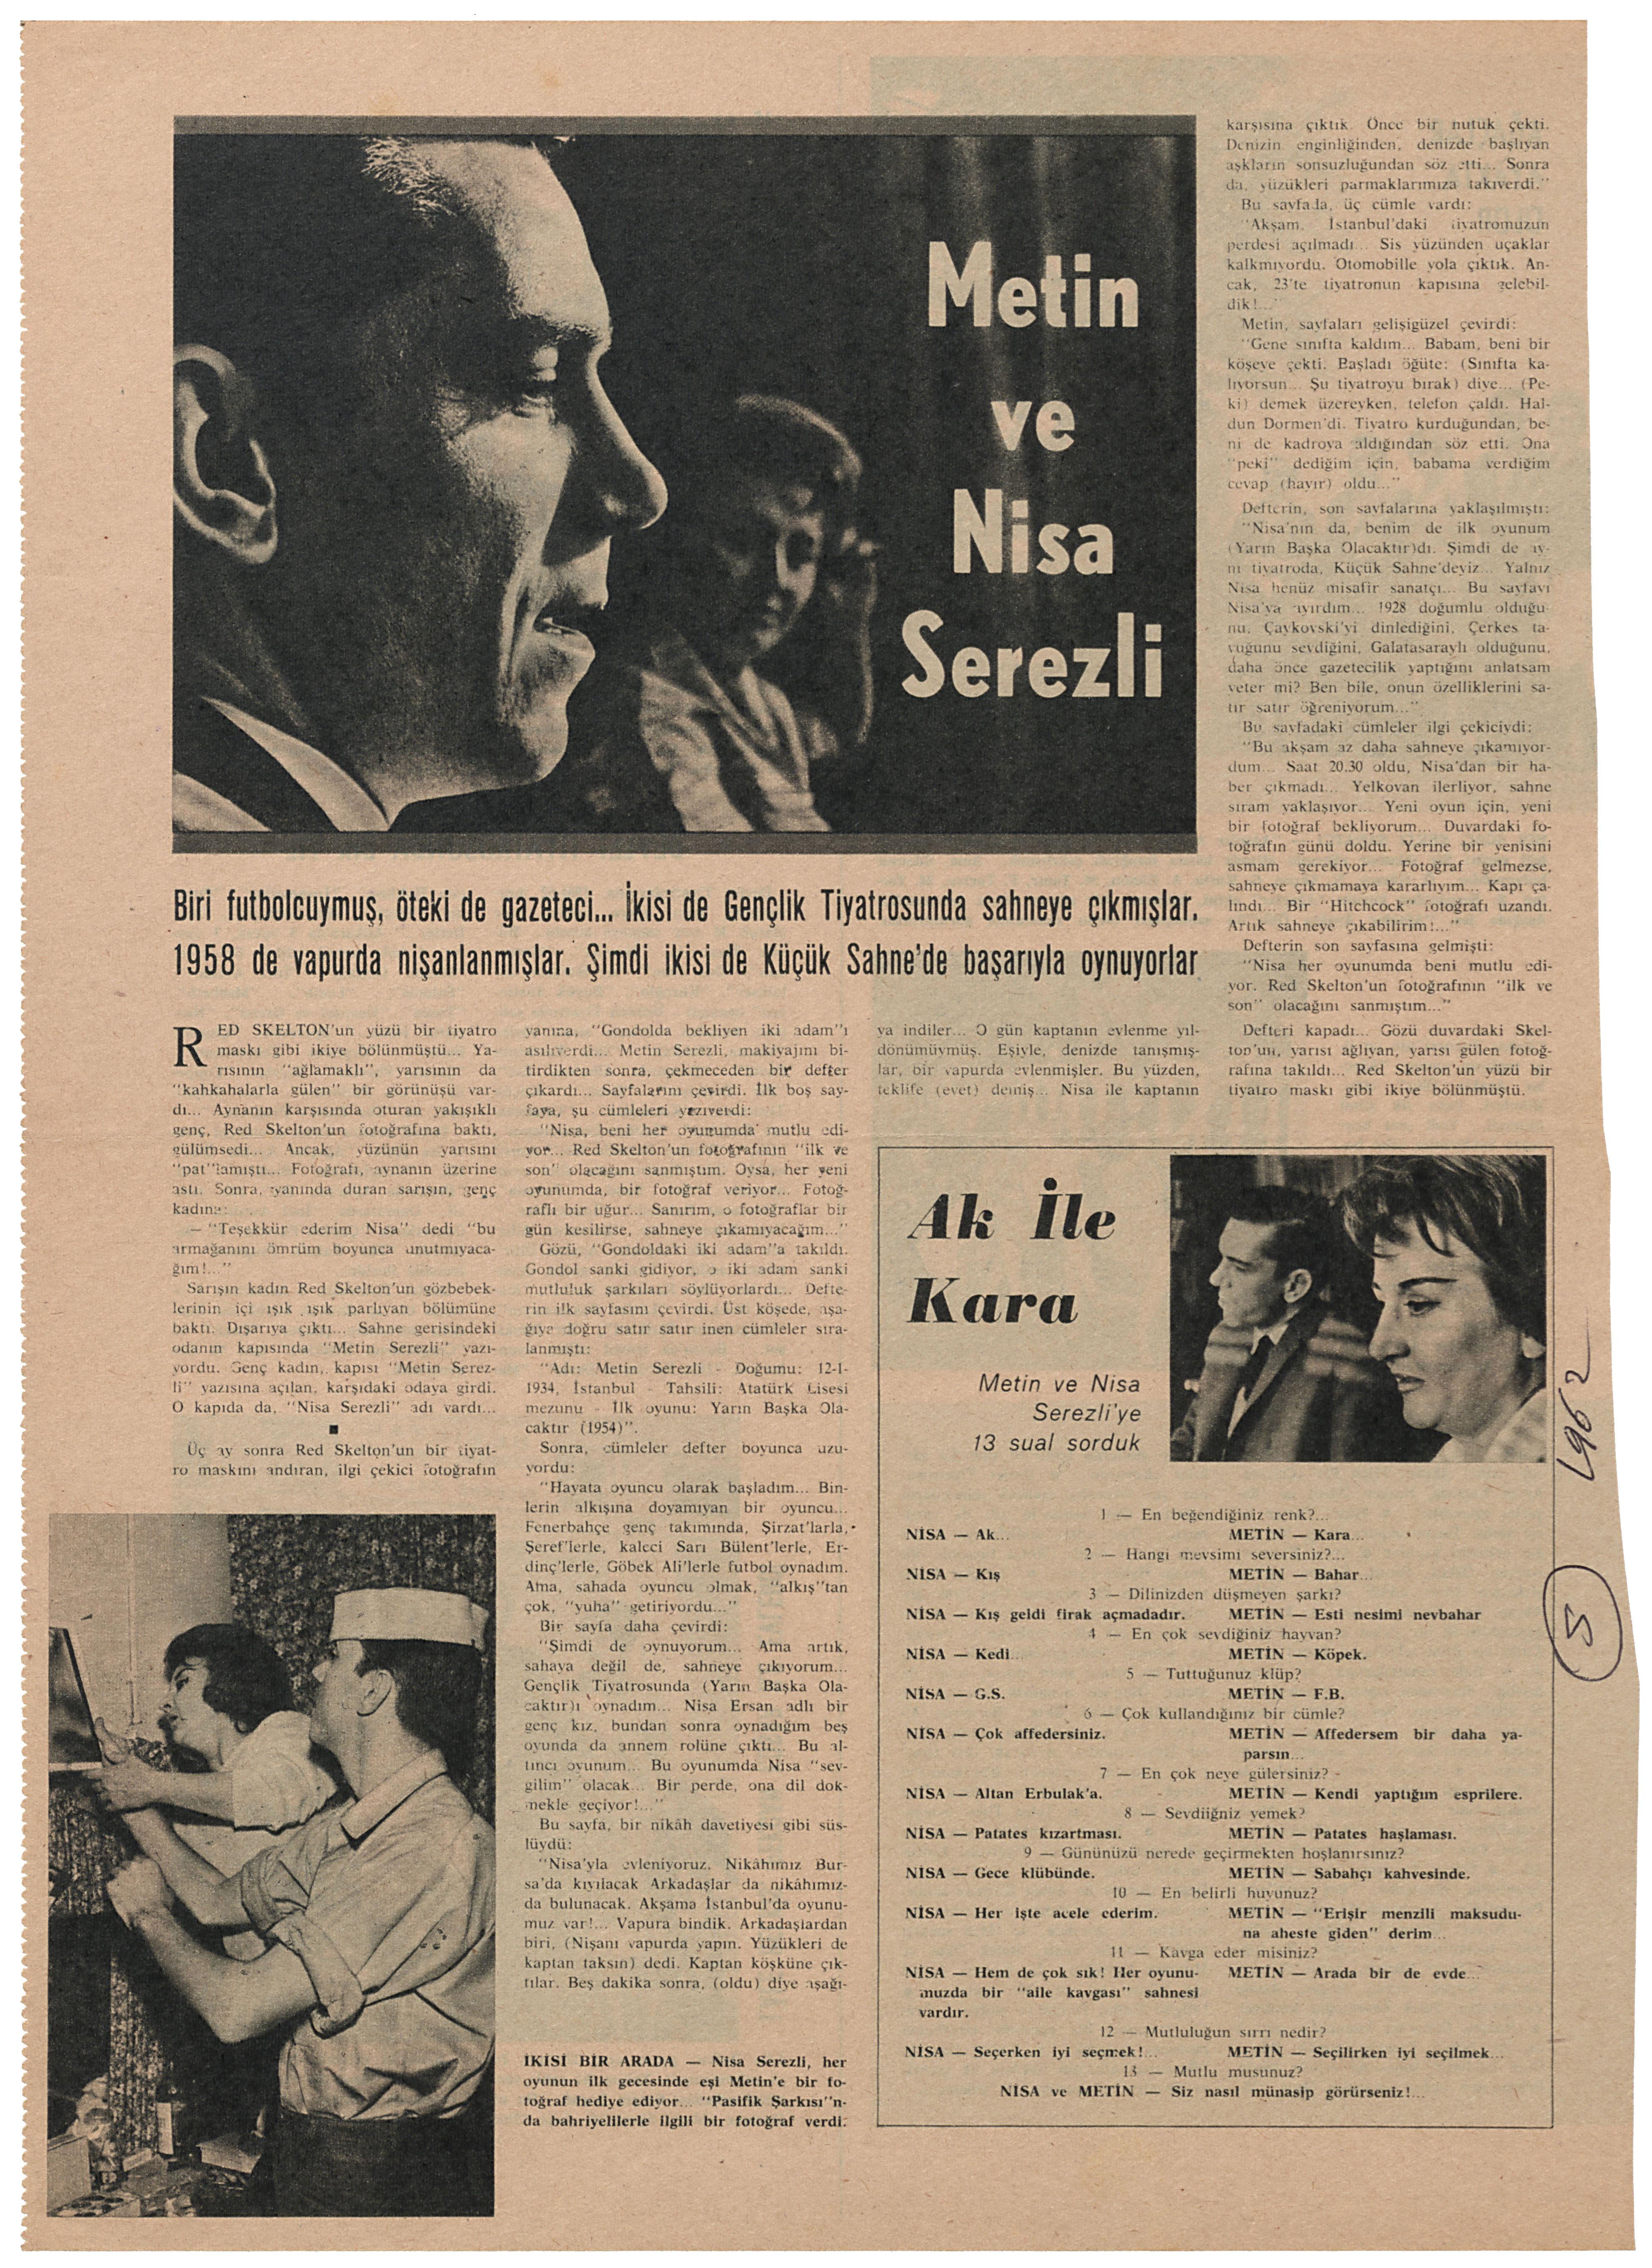 Metin
ve
Nisa
Serezli
Biri futbolcuymuş, öteki de gazeteci... İkisi de Gençlik Tiyatrosunda sahneye çıkmışlar.
1958 de vapurda nişanlanmışlar. Şimdi ikisi de Küçük Sahne'de başarıyla oynuyorlar
RED SKELTON'un yüzü bir tiyatro
maskı gibi ikiye bölünmüştü... Ya-
rısının "ağlamaklı", yarısının da
"kahkahalarla gülen" bir görünüşü var-
dı... Aynanın karşısında oturan yakışıklı
genç, Red Skelton'un fotoğrafına baktı,
gülümsedi... Ancak, yüzünün yarısını
"pat"lamıştı... Fotoğrafı, aynanın üzerine
astı. Sonra, yanında duran sarışın, genç
kadına:
— "Teşekkür ederim Nisa" dedi "bu
armağanını ömrüm boyunca unutmıyaca-
ğım!..."
Sarışın kadın Red Skelton'un gözbebek-
lerinin içi ışık ışık parlıyan bölümüne
baktı. Dışarıya çıktı... Sahne gerisindeki
odanın kapısında "Metin Serezli" yazı-
yordu. Genç kadın, kapısı "Metin Serez-
li" yazısına açılan, karşıdaki odaya girdi.
O kapıda da, "Nisa Serezli" adı vardı...
■
Üç ay sonra Red Skelton'un bir tiyat-
ro maskını andıran, ilgi çekici fotoğrafın
yanına, "Gondolda bekliyen iki adam"ı
asılıverdi... Metin Serezli, makiyajını bi-
tirdikten sonra, çekmeceden bir defter
çıkardı... Sayfalarını çevirdi. İlk boş say-
faya, şu cümleleri yazıverdi:
"Nisa, beni her oyunumda mutlu edi-
yor... Red Skelton'un fotoğrafının "ilk ve
son" olacağını sanmıştım. Oysa, her yeni
oyunumda, bir fotoğraf veriyor... Fotoğ-
raflı bir uğur... Sanırım, o fotoğraflar bir
gün kesilirse, sahneye çıkamıyacağım..."
Gözü, "Gondoldaki iki adam"a takıldı.
Gondol sanki gidiyor, o iki adam sanki
mutluluk şarkıları söylüyorlardı... Defte-
rin ilk sayfasını çevirdi. Üst köşede, aşa-
ğıya doğru satır satır inen cümleler sıra-
lanmıştı:
"Adı: Metin Serezli - Doğumu: 12-1-
1934, İstanbul - Tahsili: Atatürk Lisesi
mezunu - İlk oyunu: Yarın Başka Ola-
caktır (1954)".
Sonra, cümleler defter boyunca uzu-
yordu:
"Hayata oyuncu olarak başladım... Bin-
lerin alkışına doyamıyan bir oyuncu...
Fenerbahçe genç takımında, Şirzat'larla,
Şeref'lerle, kaleci Sarı Bülent'lerle, Er-
dinç'lerle, Göbek Ali'lerle futbol oynadım.
Ama, sahada oyuncu olmak, "alkış"tan
çok, "yuha" getiriyordu..."
Bir sayfa daha çevirdi:
"Şimdi de oynuyorum... Ama artık,
sahaya değil de, sahneye çıkıyorum...
Gençlik Tiyatrosunda (Yarın Başka Ola-
caktır)ı oynadım... Nisa Ersan adlı bir
genç kız, bundan sonra oynadığım beş
oyunda da annem rolüne çıktı... Bu al-
tıncı oyunum... Bu oyunumda Nisa "sev-
gilim" olacak... Bir perde, ona dil dök-
mekle geçiyor!..."
Bu sayfa, bir nikâh davetiyesi gibi süs-
lüydü:
"Nisa'yla evleniyoruz. Nikâhımız Bur-
sa'da kıyılacak Arkadaşlar da nikâhımız-
da bulunacak. Akşama İstanbul'da oyunu-
muz var!... Vapura bindik. Arkadaşlardan
biri, (Nişanı vapurda yapın. Yüzükleri de
kaptan taksın) dedi. Kaptan köşküne çık-
tılar. Beş dakika sonra, (oldu) diye aşağı-
ya indiler... O gün kaptanın evlenme yıl-
dönümüymüş. Eşiyle, denizde tanışmış-
lar, bir vapurda evlenmişler. Bu yüzden,
teklife (evet) demiş... Nisa ile kaptanın
karşısına çıktık. Önce bir nutuk çekti.
Denizin enginliğinden, denizde başlıyan
aşkların sonsuzluğundan söz etti... Sonra
da, yüzükleri parmaklarımıza takıverdi."
Bu sayfada, üç cümle vardı:
"Akşam, İstanbul'daki tiyatromuzun
perdesi açılmadı... Sis yüzünden uçaklar
kalkmıyordu. Otomobille yola çıktık. An-
cak, 23'te tiyatronun kapısına gelebil-
dik!..."
Metin, sayfaları gelişigüzel çevirdi:
"Gene sınıfta kaldım... Babam, beni bir
köşeye çekti. Başladı öğüte: (Sınıfta ka-
lıyorsun... Şu tiyatroyu bırak) diye... (Pe-
ki) demek üzereyken, telefon çaldı. Hal-
dun Dormen'di. Tiyatro kurduğundan, be-
ni de kadroya aldığından söz etti. Ona
"peki" dediğim için, babama verdiğim
cevap (hayır) oldu..."
Defterin, son sayfalarına yaklaşılmıştı:
"Nisa'nın da, benim de ilk oyunum
(Yarın Başka Olacaktır)dı. Şimdi de ay-
nı tiyatroda, Küçük Sahne'deyiz... Yalnız
Nisa henüz misafir sanatçı... Bu sayfayı
Nisa'ya ayırdım... 1928 doğumlu olduğu-
nu, Çaykovski'yi dinlediğini, Çerkes ta-
vuğunu sevdiğini, Galatasaraylı olduğunu,
daha önce gazetecilik yaptığını anlatsam
yeter mi? Ben bile, onun özelliklerini sa-
tır satır öğreniyorum..."
Bu sayfadaki cümleler ilgi çekiciydi:
"Bu akşam az daha sahneye çıkamıyor-
dum... Saat 20.30 oldu, Nisa'dan bir ha-
ber çıkmadı... Yelkovan ilerliyor, sahne
sıram yaklaşıyor... Yeni oyun için, yeni
bir fotoğraf bekliyorum... Duvardaki fo-
toğrafın günü doldu. Yerine bir yenisini
asmam gerekiyor... Fotoğraf gelmezse,
sahneye çıkmamaya kararlıyım... Kapı ça-
lındı... Bir "Hitchcock" fotoğrafı uzandı.
Artık sahneye çıkabilirim!..."
Defterin son sayfasına gelmişti:
"Nisa her oyunumda beni mutlu edi-
yor. Red Skelton'un fotoğrafının "ilk ve
son" olacağını sanmıştım..."
Defteri kapadı... Gözü duvardaki Skel-
ton'un, yarısı ağlıyan, yarısı gülen fotoğ-
rafına takıldı... Red Skelton'un yüzü bir
tiyatro maskı gibi ikiye bölünmüştü.
İKİSİ BİR ARADA — Nisa Serezli, her
oyunun ilk gecesinde eşi Metin'e bir fo-
toğraf hediye ediyor... "Pasifik Şarkısı"n-
da bahriyelilerle ilgili bir fotoğraf verdi.
Ak İle
Kara
Metin ve Nisa
Serezli'ye
13 sual sorduk
1 — En beğendiğiniz renk?...
NİSA — Ak... METİN — Kara...
2 — Hangi mevsimi seversiniz?...
NİSA — Kış METİN — Bahar...
3 — Dilinizden düşmeyen şarkı?
NİSA — Kış geldi firak açmadadır. METİN — Esti nesimi nevbahar
4 — En çok sevdiğiniz hayvan?
NİSA — Kedi... METİN — Köpek.
5 — Tuttuğunuz klüp?
NİSA — G.S. METİN — F.B.
6 — Çok kullandığınız bir cümle?
NİSA — Çok affedersiniz. METİN — Affedersem bir daha ya-
parsın...
7 — En çok neye gülersiniz?
NİSA — Altan Erbulak'a. METİN — Kendi yaptığım esprilere.
8 — Sevdiiğniz yemek?
NİSA — Patates kızartması. METİN — Patates haşlaması.
9 — Gününüzü nerede geçirmekten hoşlanırsınız?
NİSA — Gece klübünde. METİN — Sabahçı kahvesinde.
10 — En belirli huyunuz?
NİSA — Her işte acele ederim. METİN — "Erişir menzili maksudu-
na aheste giden" derim...
11 — Kavga eder misiniz?
NİSA — Hem de çok sık! Her oyunu- METİN — Arada bir de evde...
muzda bir "aile kavgası" sahnesi
vardır.
12 — Mutluluğun sırrı nedir?
NİSA — Seçerken iyi seçmek!... METİN — Seçilirken iyi seçilmek...
13 — Mutlu musunuz?
NİSA ve METİN — Siz nasıl münasip görürseniz!...
1962
5